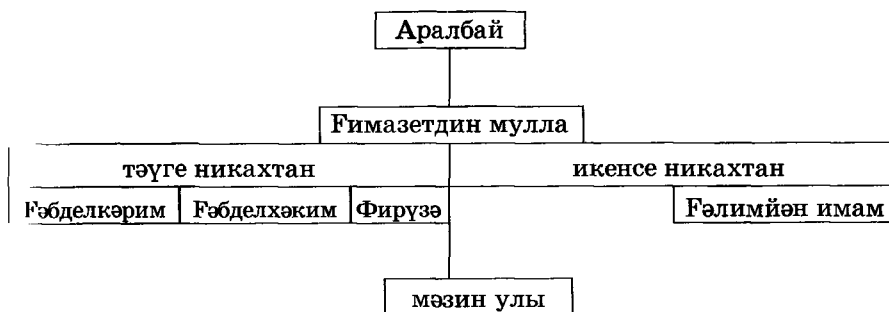 Аралбай
Ғимазетдин мулла
тәүге никахтан икенсе никахтан
Ғәбделкәрим Ғәбделхәким Фирүзә Ғәлимйән имам
мәзин улы